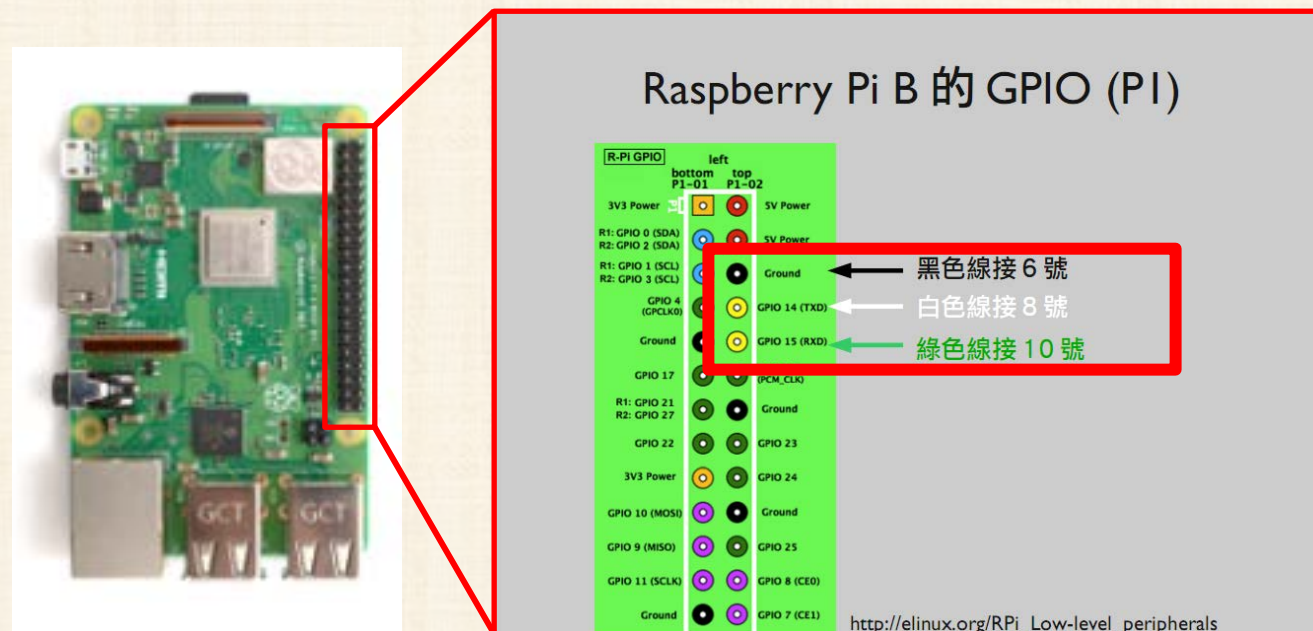 Raspberry Pi B 的 GPIO (P1)
R-Pi GPIO
left
bottom top
P1-01 P1-02
3V3 Power
5V Power
R1: GPIO 0 (SDA)
R2: GPIO 2 (SDA)
5V Power
R1: GPIO 1 (SCL)
R2: GPIO 3 (SCL)
Ground
黑色線接 6 號
GPIO 4
(GPCLK0)
GPIO 14 (TXD)
白色線接 8 號
Ground
GPIO 15 (RXD)
綠色線接 10 號
GPIO 17
(PCM_CLK)
R1: GPIO 21
R2: GPIO 27
Ground
GPIO 22
GPIO 23
3V3 Power
GPIO 24
GPIO 10 (MOSI)
Ground
GPIO 9 (MISO)
GPIO 25
GPIO 11 (SCLK)
GPIO 8 (CE0)
Ground
GPIO 7 (CE1)
http://elinux.org/RPi_Low-level_peripherals
GCT
GCT